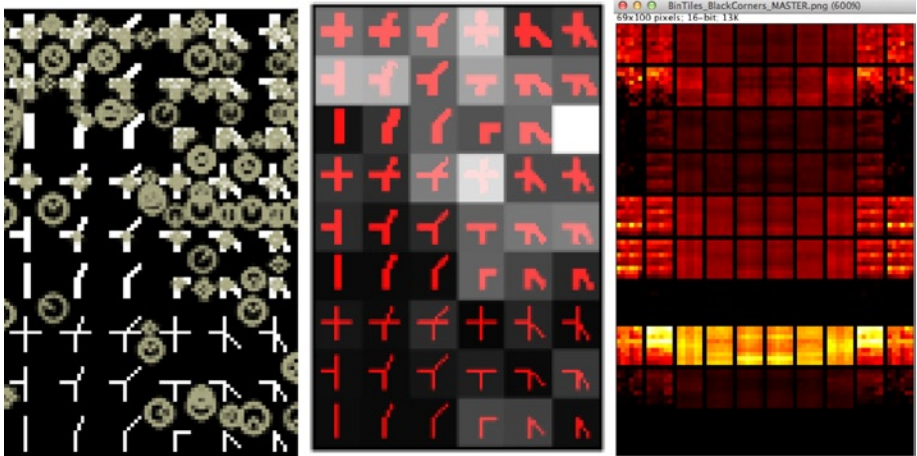 BinTiles_BlackCorners_MASTER.png (600%)
69x100 pixels; 16-bit; 13K